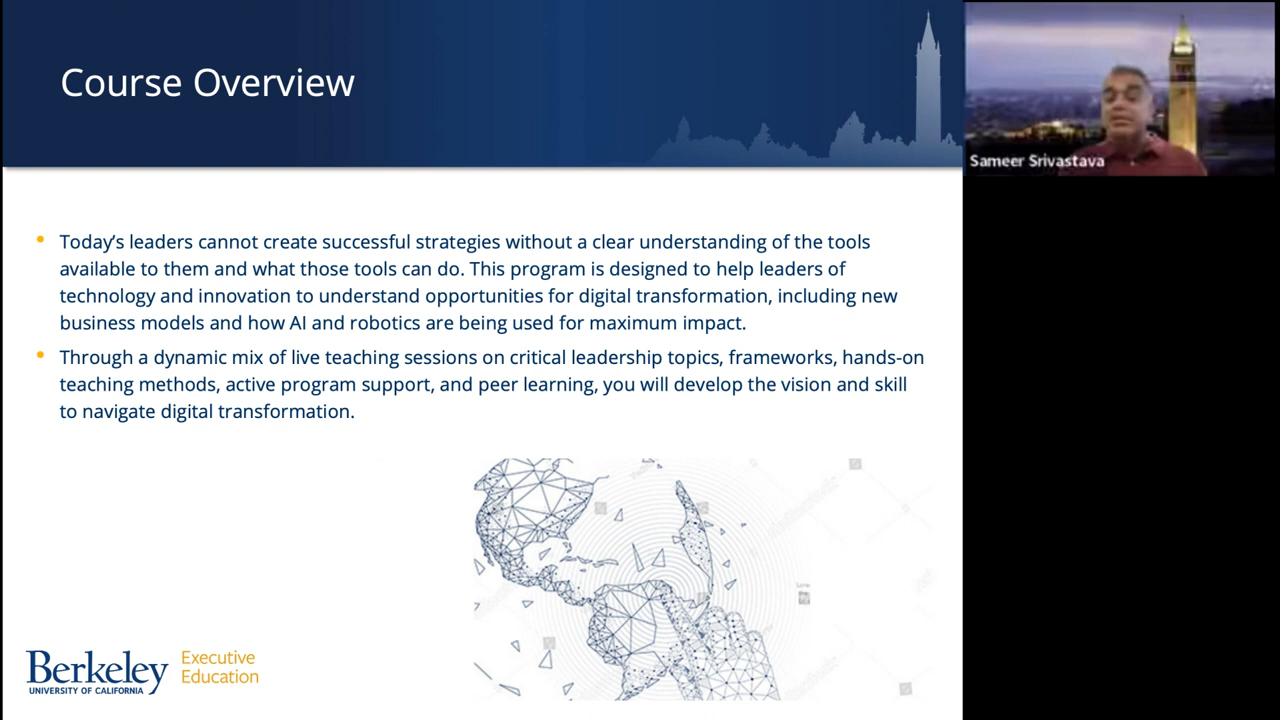 Course Overview
Sameer Srivastava
• Today’s leaders cannot create successful strategies without a clear understanding of the tools
available to them and what those tools can do. This program is designed to help leaders of
technology and innovation to understand opportunities for digital transformation, including new
business models and how AI and robotics are being used for maximum impact.
• Through a dynamic mix of live teaching sessions on critical leadership topics, frameworks, hands-on
teaching methods, active program support, and peer learning, you will develop the vision and skill
to navigate digital transformation.
Berkeley
UNIVERSITY OF CALIFORNIA
Executive
Education